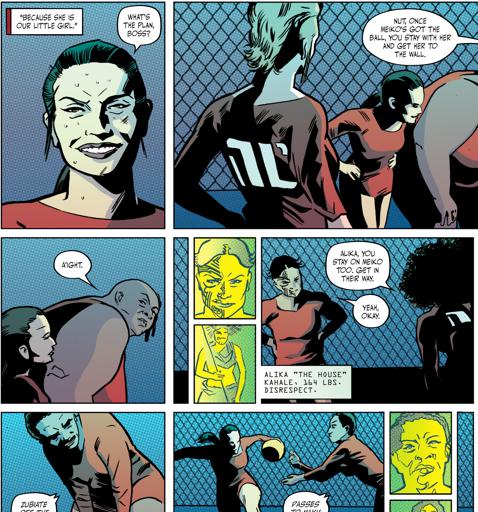 "BECAUSE SHE IS
OUR LITTLE GIRL."
WHAT'S
THE PLAN,
BOSS?
NUT, ONCE
MEIKO'S GOT THE
BALL, YOU STAY WITH HER
AND GET HER TO
THE WALL.
A'IGHT.
ALIKA, YOU
STAY ON MEIKO
TOO. GET IN
THEIR WAY.
YEAH,
OKAY.
ALIKA "THE HOUSE"
KAHALE, 164 LBS.
DISRESPECT.
ZUBIATE
OFF THE
PASSES